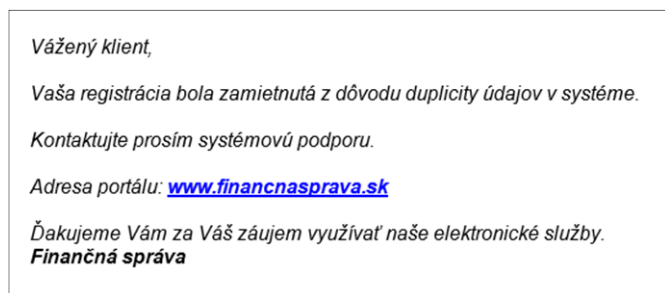 Vážený klient,
Vaša registrácia bola zamietnutá z dôvodu duplicity údajov v systéme.
Kontaktujte prosím systémovú podporu.
Adresa portálu: www.financnasprava.sk
Ďakujeme Vám za Váš záujem využívať naše elektronické služby.
Finančná správa